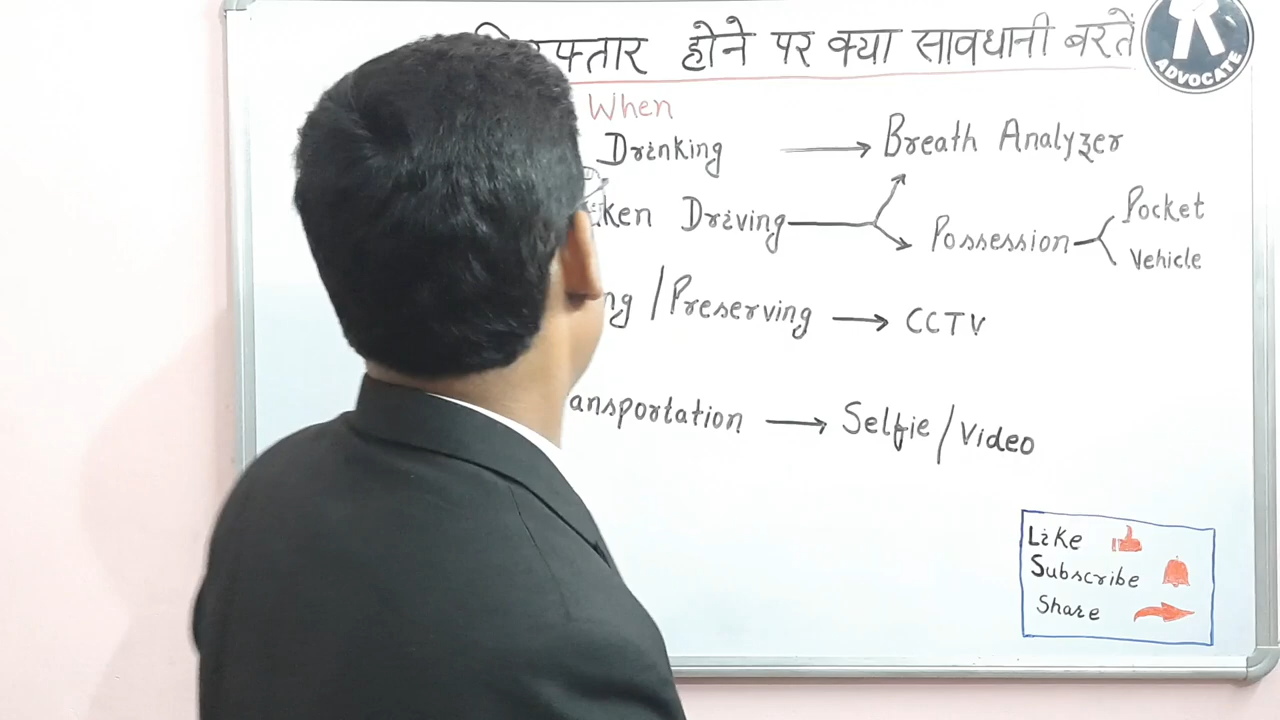 होने पर क्या सावधानी बरतें
ADVOCATE
When
Drinking → Breath Analyzer
Driving Possession Pocket
Vehicle
/Preserving → CCTV
→ Selfie/Video
Like
Subscribe
Share